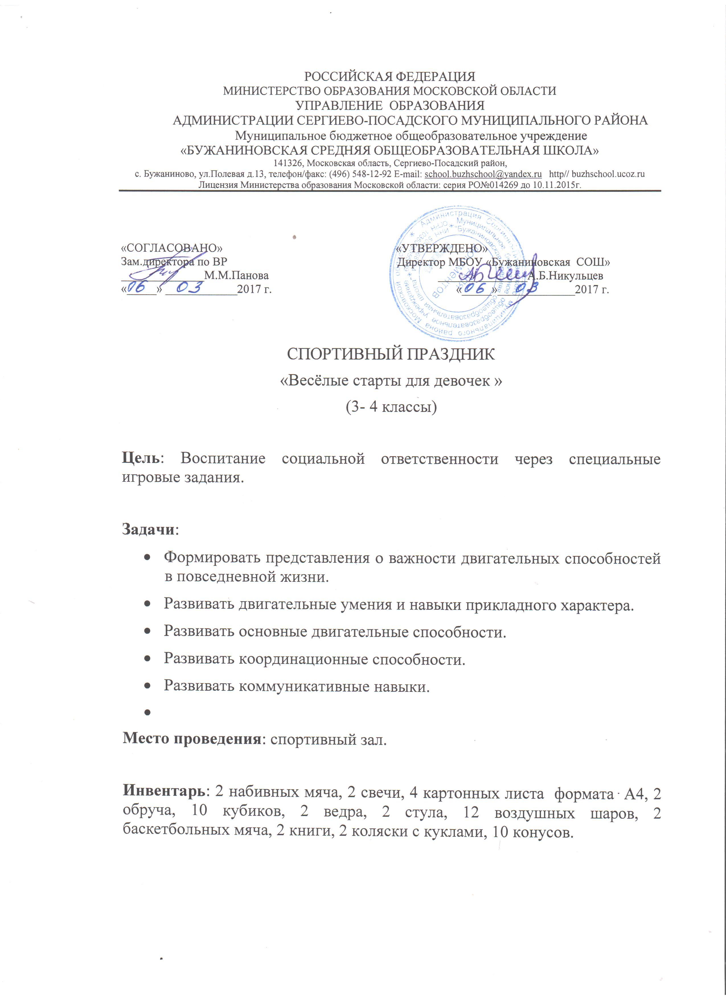 РОССИЙСКАЯ ФЕДЕРАЦИЯ
МИНИСТЕРСТВО ОБРАЗОВАНИЯ МОСКОВСКОЙ ОБЛАСТИ
УПРАВЛЕНИЕ ОБРАЗОВАНИЯ
АДМИНИСТРАЦИИ СЕРГИЕВО-ПОСАДСКОГО МУНИЦИПАЛЬНОГО РАЙОНА
Муниципальное бюджетное общеобразовательное учреждение
«БУЖАНИНОВСКАЯ СРЕДНЯЯ ОБЩЕОБРАЗОВАТЕЛЬНАЯ ШКОЛА»
141326, Московская область, Сергиево-Посадский район,
с. Бужаниново, ул.Полевая д.13, телефон/факс: (496) 548-12-92 E-mail: school.buzhschool@yandex.ru http// buzhschool.ucoz.ru
Лицензия Министерства образования Московской области: серия РО№014269 до 10.11.2015г.
«СОГЛАСОВАНО»
Зам.директора по ВР
М.М.Панова
«06» 03 2017 г.
«УТВЕРЖДЕНО»
Директор МБОУ «Бужаниновская СОШ»
А.Б.Никульцев
«06» 03 2017 г.
Администрация Сергиево-Посадского муниципального района Московской области
Муниципальное бюджетное общеобразовательное учреждение
"Бужаниновская средняя общеобразовательная школа"
ДЛЯ ДОКУМЕНТОВ
СПОРТИВНЫЙ ПРАЗДНИК
«Весёлые старты для девочек »
(3- 4 классы)
Цель: Воспитание социальной ответственности через специальные
игровые задания.
Задачи:
• Формировать представления о важности двигательных способностей
в повседневной жизни.
• Развивать двигательные умения и навыки прикладного характера.
• Развивать основные двигательные способности.
• Развивать координационные способности.
• Развивать коммуникативные навыки.
•
Место проведения: спортивный зал.
Инвентарь: 2 набивных мяча, 2 свечи, 4 картонных листа формата А4, 2
обруча, 10 кубиков, 2 ведра, 2 стула, 12 воздушных шаров, 2
баскетбольных мяча, 2 книги, 2 коляски с куклами, 10 конусов.